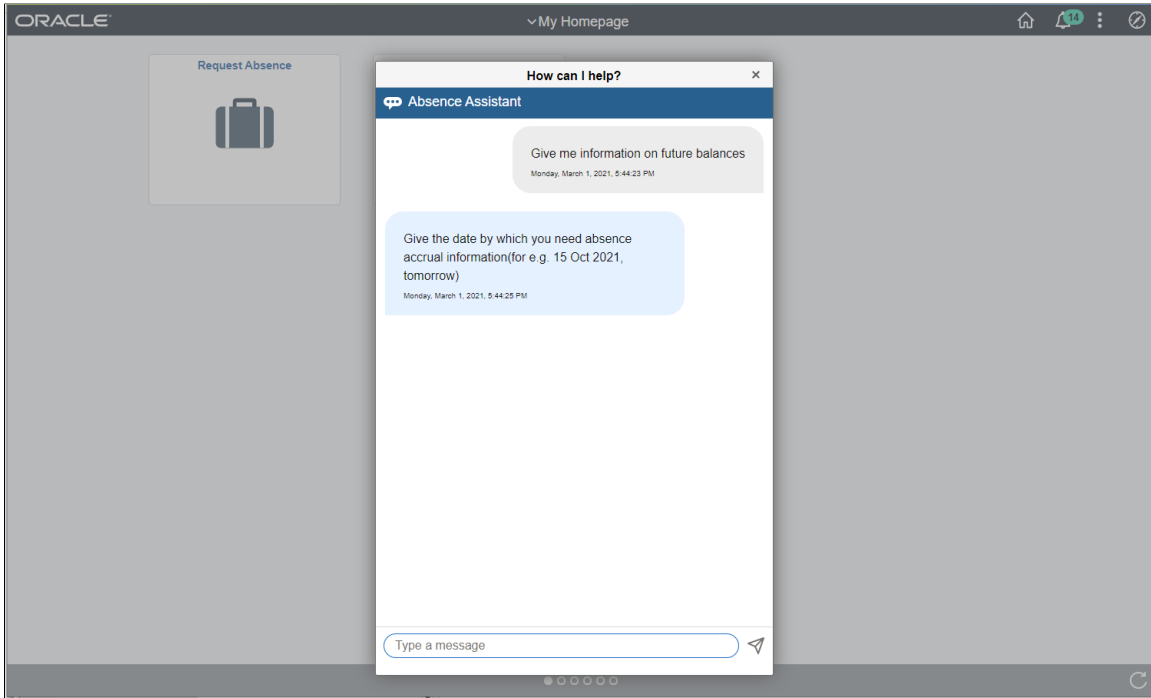 ORACLE
My Homepage
14
Request Absence
How can I help?
Absence Assistant
Give me information on future balances
Monday, March 1, 2021, 5:44:23 PM
Give the date by which you need absence
accrual information(for e.g. 15 Oct 2021,
tomorrow)
Monday, March 1, 2021, 5:44:25 PM
Type a message